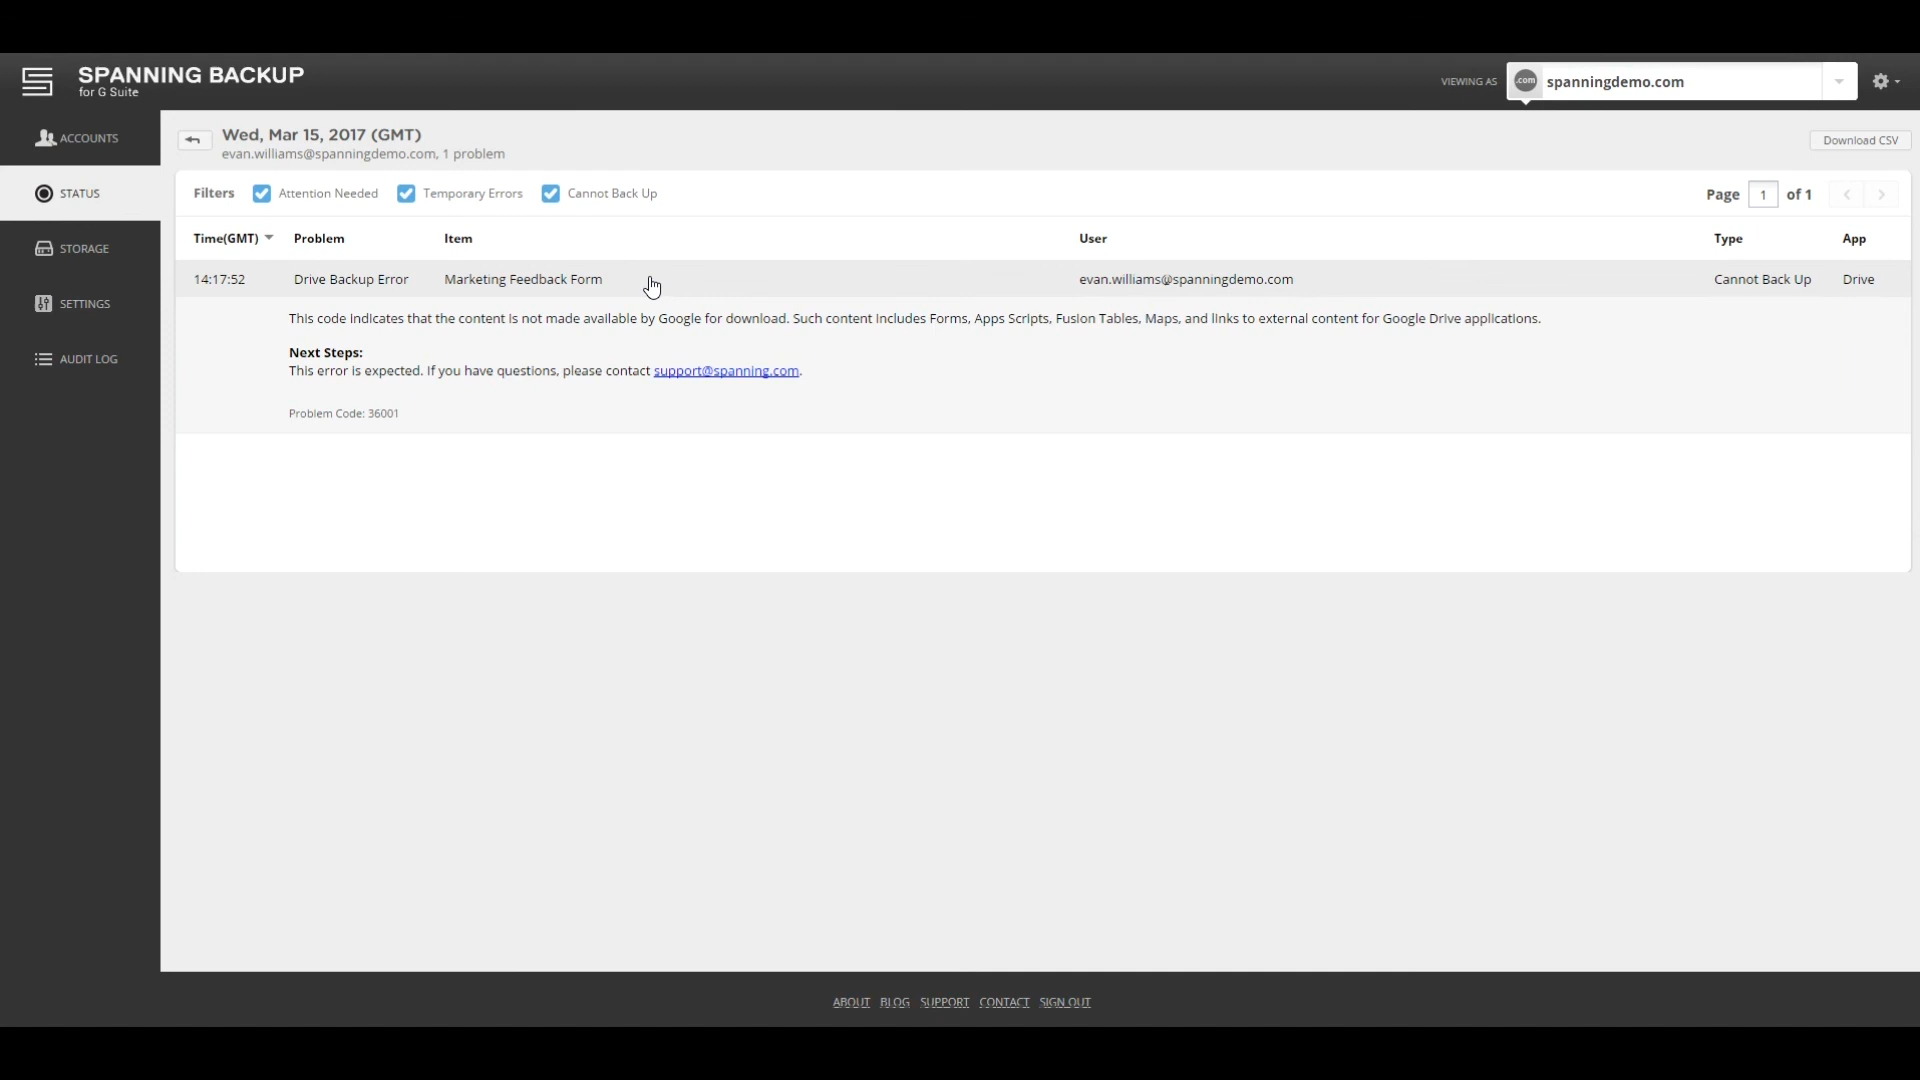 SPANNING BACKUP
for G Suite
VIEWING AS
.com
spanningdemo.com
ACCOUNTS
STATUS
STORAGE
SETTINGS
AUDIT LOG
Wed, Mar 15, 2017 (GMT)
evan.williams@spanningdemo.com, 1 problem
Download CSV
Filters Attention Needed Temporary Errors Cannot Back Up
Page 1 of 1
Time(GMT) Problem Item User Type App
14:17:52 Drive Backup Error Marketing Feedback Form evan.williams@spanningdemo.com Cannot Back Up Drive
This code indicates that the content is not made available by Google for download. Such content includes Forms, Apps Scripts, Fusion Tables, Maps, and links to external content for Google Drive applications.
Next Steps:
This error is expected. If you have questions, please contact support@spanning.com.
Problem Code: 36001
ABOUT BLOG SUPPORT CONTACT SIGN OUT